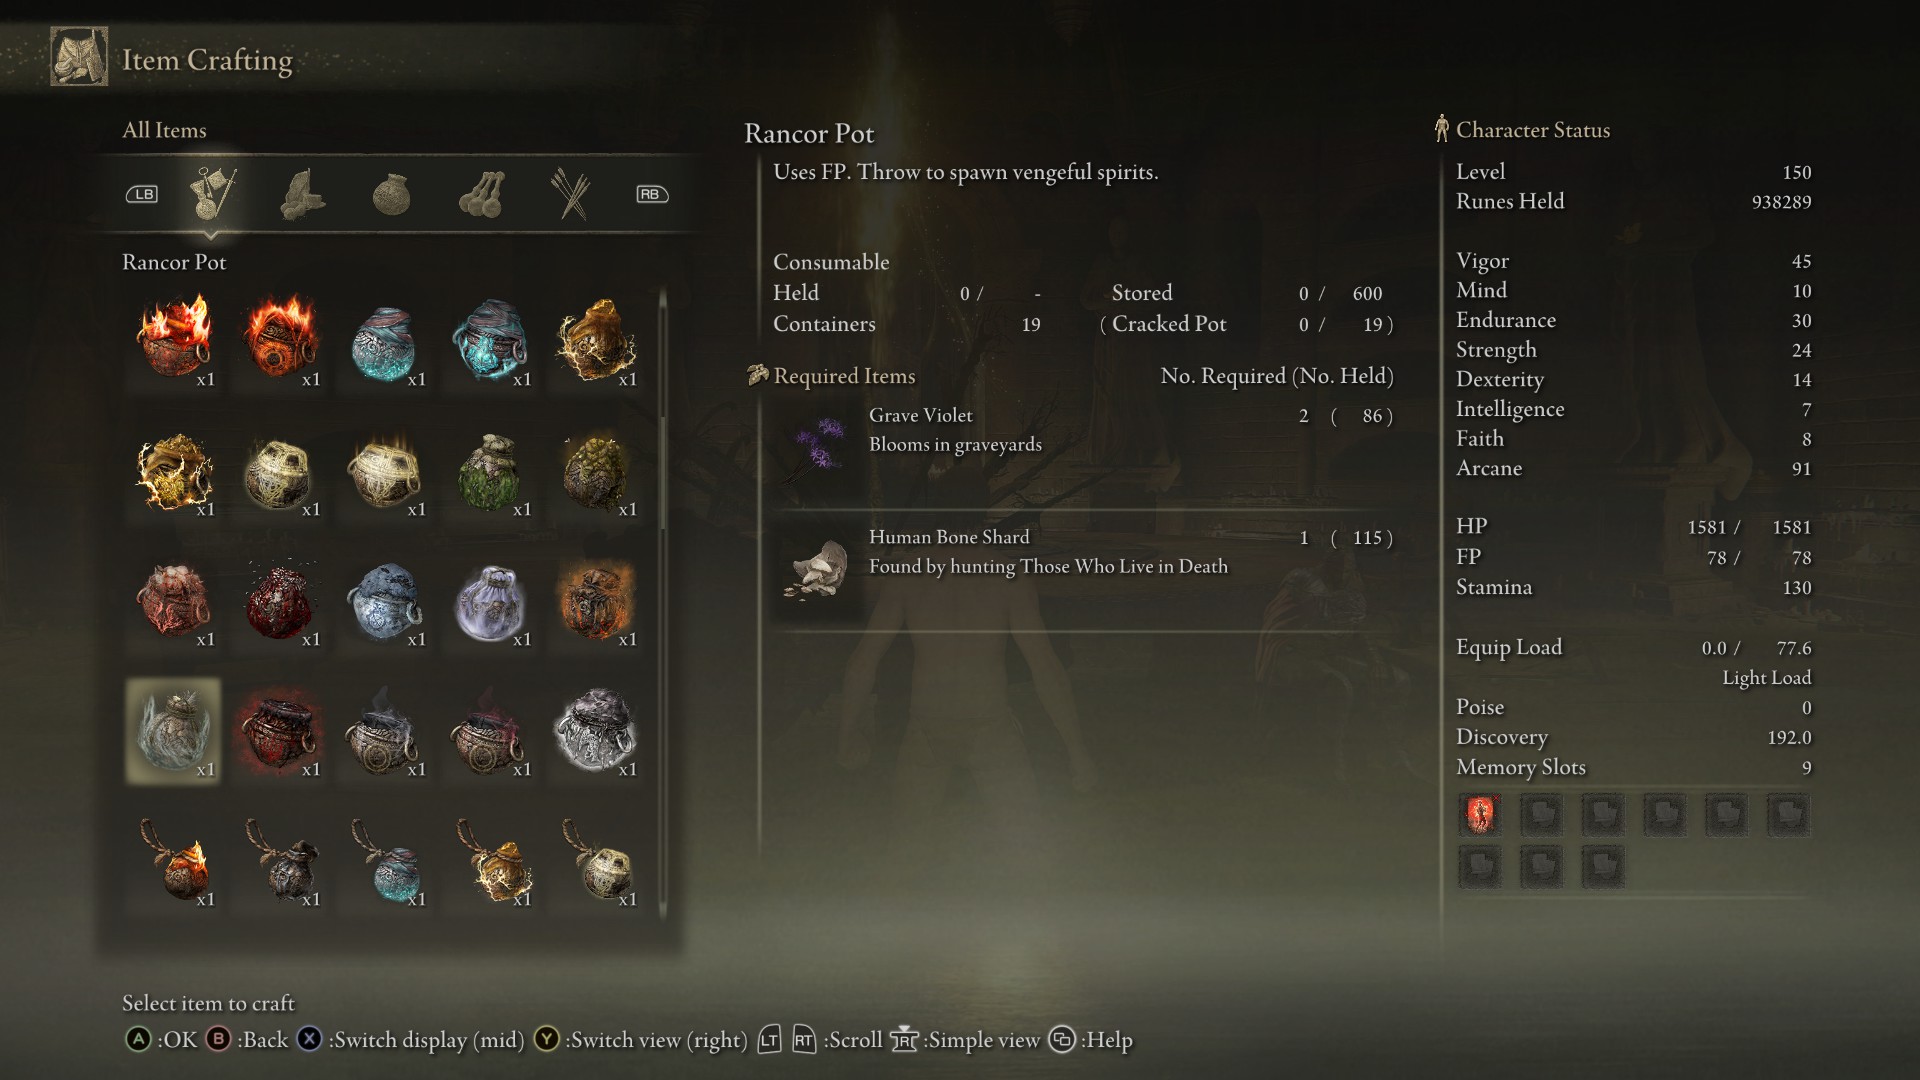 Item Crafting
All Items
LB
RB
Rancor Pot
x1 x1 x1 x1 x1
x1 x1 x1 x1 x1
x1 x1 x1 x1 x1
x1 x1 x1 x1 x1
x1 x1 x1 x1 x1
Rancor Pot
Uses FP. Throw to spawn vengeful spirits.
Consumable
Held 0 / - Stored 0 / 600
Containers 19 ( Cracked Pot 0 / 19 )
Required Items No. Required (No. Held)
Grave Violet 2 ( 86 )
Blooms in graveyards
Human Bone Shard 1 ( 115 )
Found by hunting Those Who Live in Death
Character Status
Level 150
Runes Held 938289
Vigor 45
Mind 10
Endurance 30
Strength 24
Dexterity 14
Intelligence 7
Faith 8
Arcane 91
HP 1581 / 1581
FP 78 / 78
Stamina 130
Equip Load 0.0 / 77.6
Light Load
Poise 0
Discovery 192.0
Memory Slots 9
Select item to craft
A :OK B :Back X :Switch display (mid) Y :Switch view (right) LT RT :Scroll R :Simple view :Help